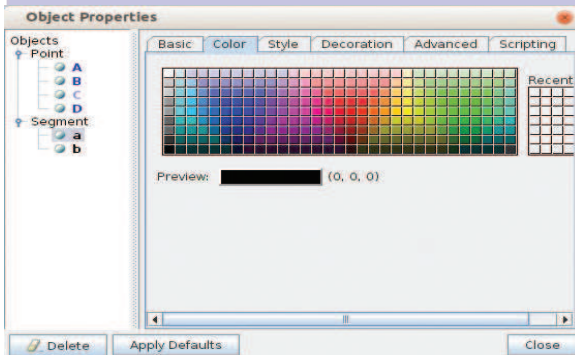 Object Properties
Objects
Point
A
B
C
D
Segment
a
b
Basic
Color
Style
Decoration
Advanced
Scripting
Recent
Preview: (0, 0, 0)
Delete
Apply Defaults
Close